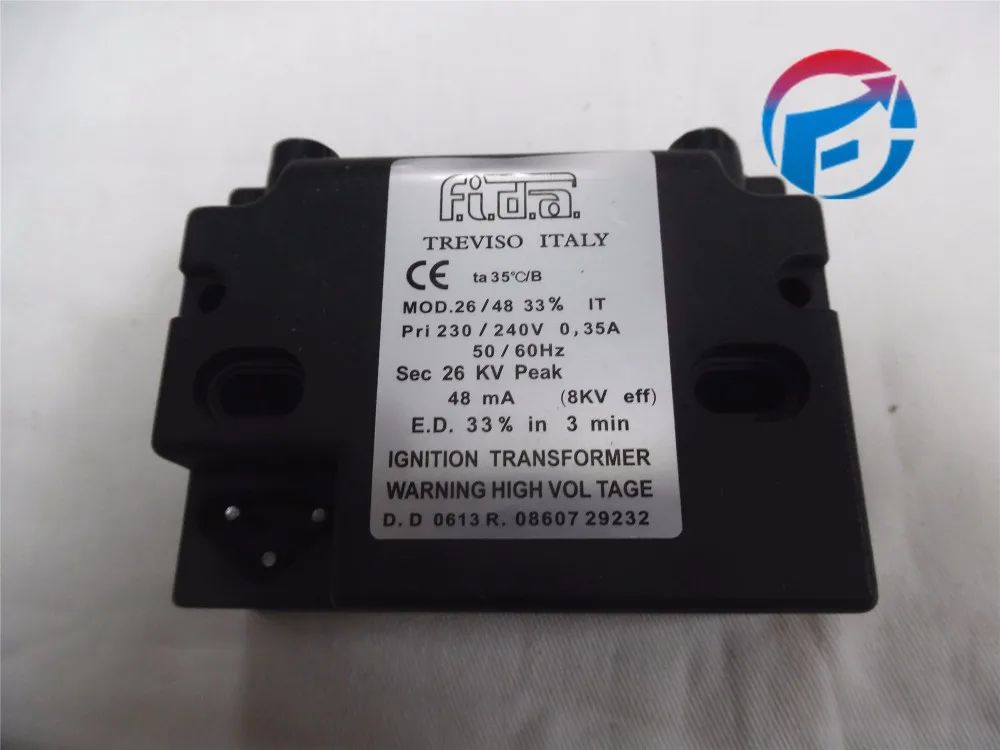 f.i.d.a.
TREVISO ITALY
CE ta 35℃/B
MOD.26/48 33% IT
Pri 230/240V 0,35A
50/60Hz
Sec 26 KV Peak
48 mA (8KV eff)
E.D. 33% in 3 min
IGNITION TRANSFORMER
WARNING HIGH VOL TAGE
D. D 0613 R. 08607 29232